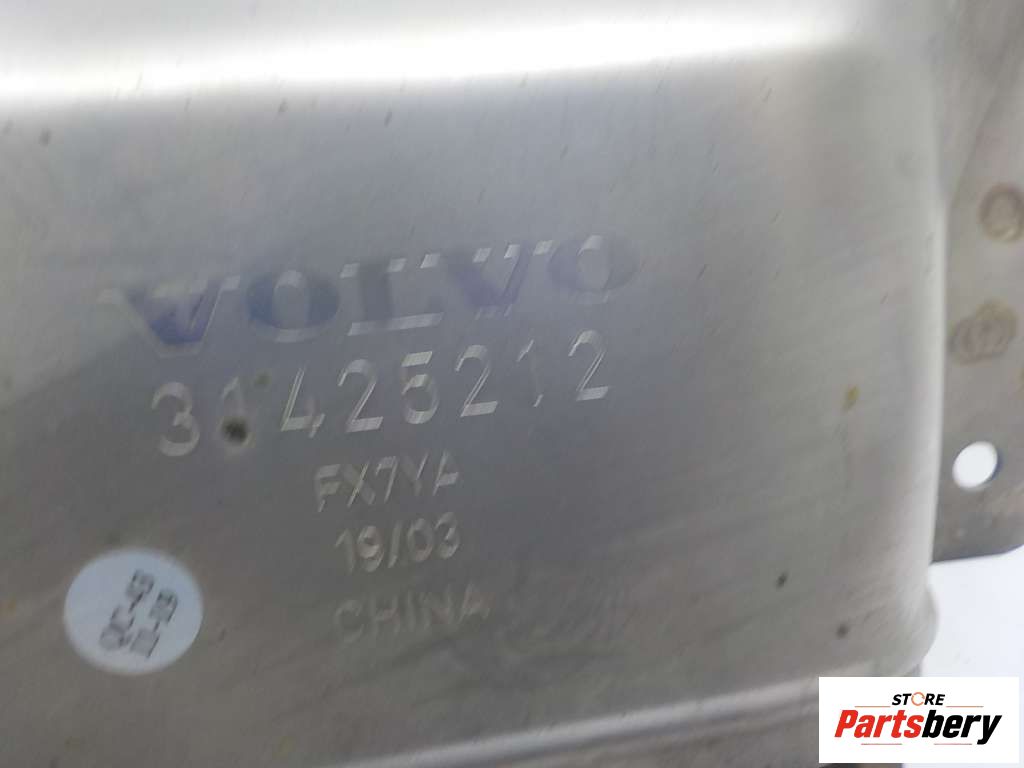 VOLVO
31425212
FX7YA
19/03
CHINA
STORE
Partsbery